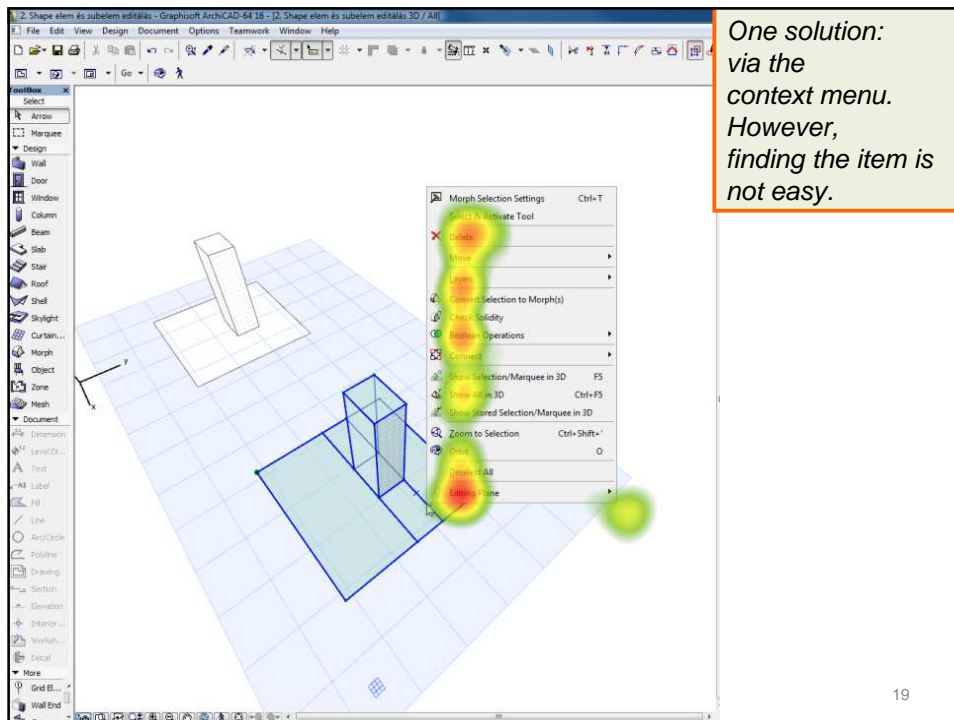 2. Shape elem és subelem editálás - Graphisoft ArchiCAD-64 16 - [2. Shape elem és subelem editálás 3D / All]
File Edit View Design Document Options Teamwork Window Help
Go
ToolBox
Select
Arrow
Marquee
Design
Wall
Door
Window
Column
Beam
Slab
Stair
Roof
Shell
Skylight
Curtain...
Morph
Object
Zone
Mesh
Document
Dimension
Level Di...
Text
Label
Fill
Line
Arc/Circle
Polyline
Drawing
Section
Elevation
Interior...
Worksh...
Detail
More
Grid El...
Wall End
y
x
Morph Selection Settings Ctrl+T
Select & Activate Tool
Delete
Move
Layers
Convert Selection to Morph(s)
Check Solidity
Boolean Operations
Connect
Show Selection/Marquee in 3D F5
Show All in 3D Ctrl+F5
Show Stored Selection/Marquee in 3D
Zoom to Selection Ctrl+Shift+'
Orbit O
Deselect All
Editing Plane
One solution:
via the
context menu.
However,
finding the item is
not easy.
19